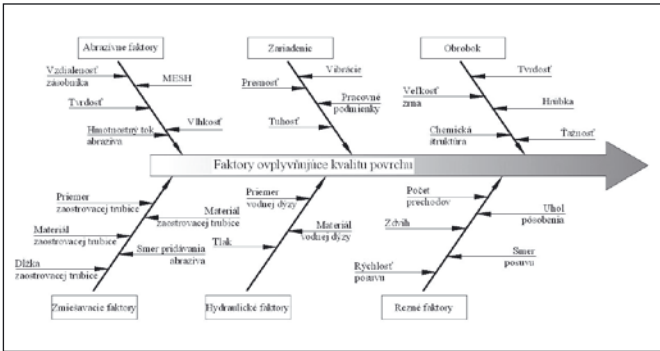 Abrazívne faktory
Zariadenie
Obrobok
Vzdialenosť
zásobníka
MESH
Tvrdosť
Vlhkosť
Hmotnostný tok
abraziva
Vibrácie
Presnosť
Pracovné
podmienky
Tuhosť
Tvrdosť
Veľkosť
zrna
Hrúbka
Chemická
štruktúra
Ťažnosť
Faktory ovplyvňujúce kvalitu povrchu
Priemer
zaostrovacej trubice
Materiál
zaostrovacej trubice
Materiál
zaostrovacej trubice
Smer pridávania
abraziva
Dĺžka
zaostrovacej trubice
Priemer
vodnej dýzy
Materiál
vodnej dýzy
Tlak
Počet
prechodov
Uhol
pôsobenia
Zdvih
Smer
posuvu
Rýchlosť
posuvu
Zmiešavacie faktory
Hydraulické faktory
Rezné faktory